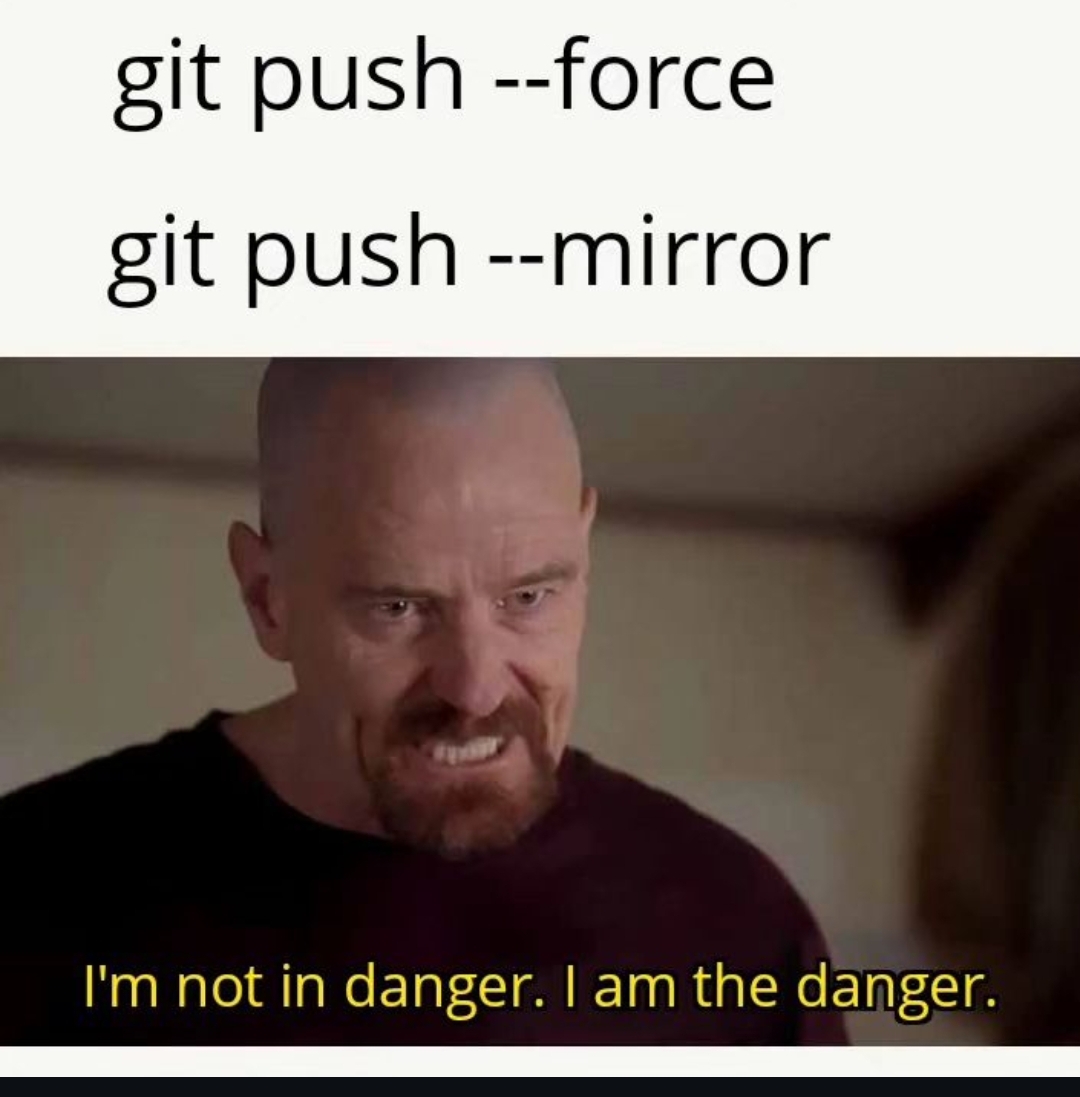 git push --force
git push --mirror
I'm not in danger. I am the danger.